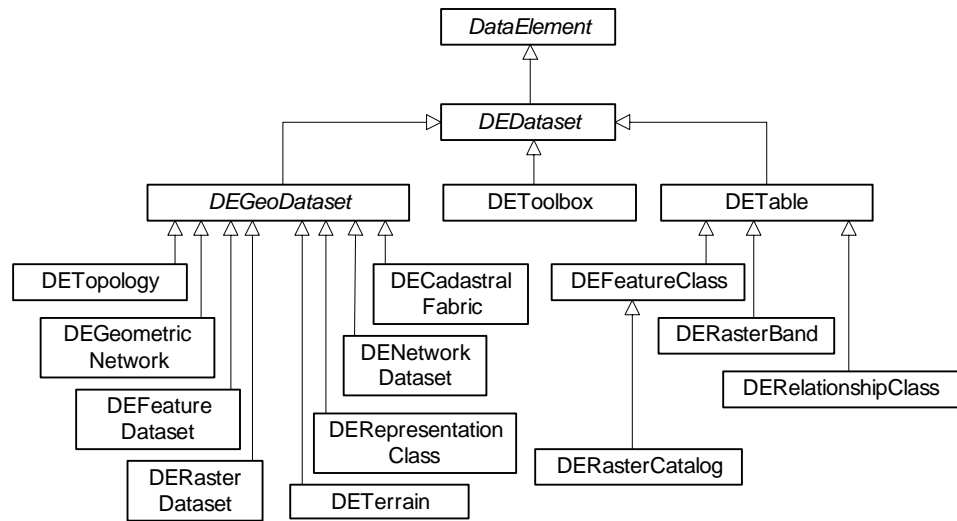 DataElement
DEDataset
DEGeoDataset
DEToolbox
DETable
DETopology
DECadastral
Fabric
DEFeatureClass
DEGeometric
Network
DENetwork
Dataset
DERasterBand
DEFeature
Dataset
DERelationshipClass
DERepresentation
Class
DERaster
Dataset
DERasterCatalog
DETerrain